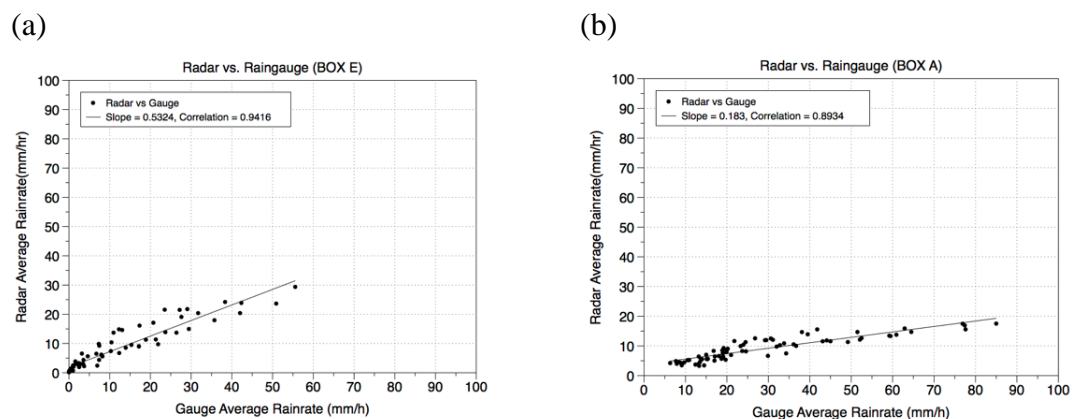 (a)
(b)
Radar vs. Raingauge (BOX E)
Radar vs Gauge
Slope = 0.5324, Correlation = 0.9416
100
90
80
70
60
50
40
30
20
10
0
Radar Average Rainrate(mm/hr)
0 10 20 30 40 50 60 70 80 90 100
Gauge Average Rainrate (mm/h)
Radar vs. Raingauge (BOX A)
Radar vs Gauge
Slope = 0.183, Correlation = 0.8934
100
90
80
70
60
50
40
30
20
10
0
Radar Average Rainrate(mm/hr)
0 10 20 30 40 50 60 70 80 90 100
Gauge Average Rainrate (mm/h)